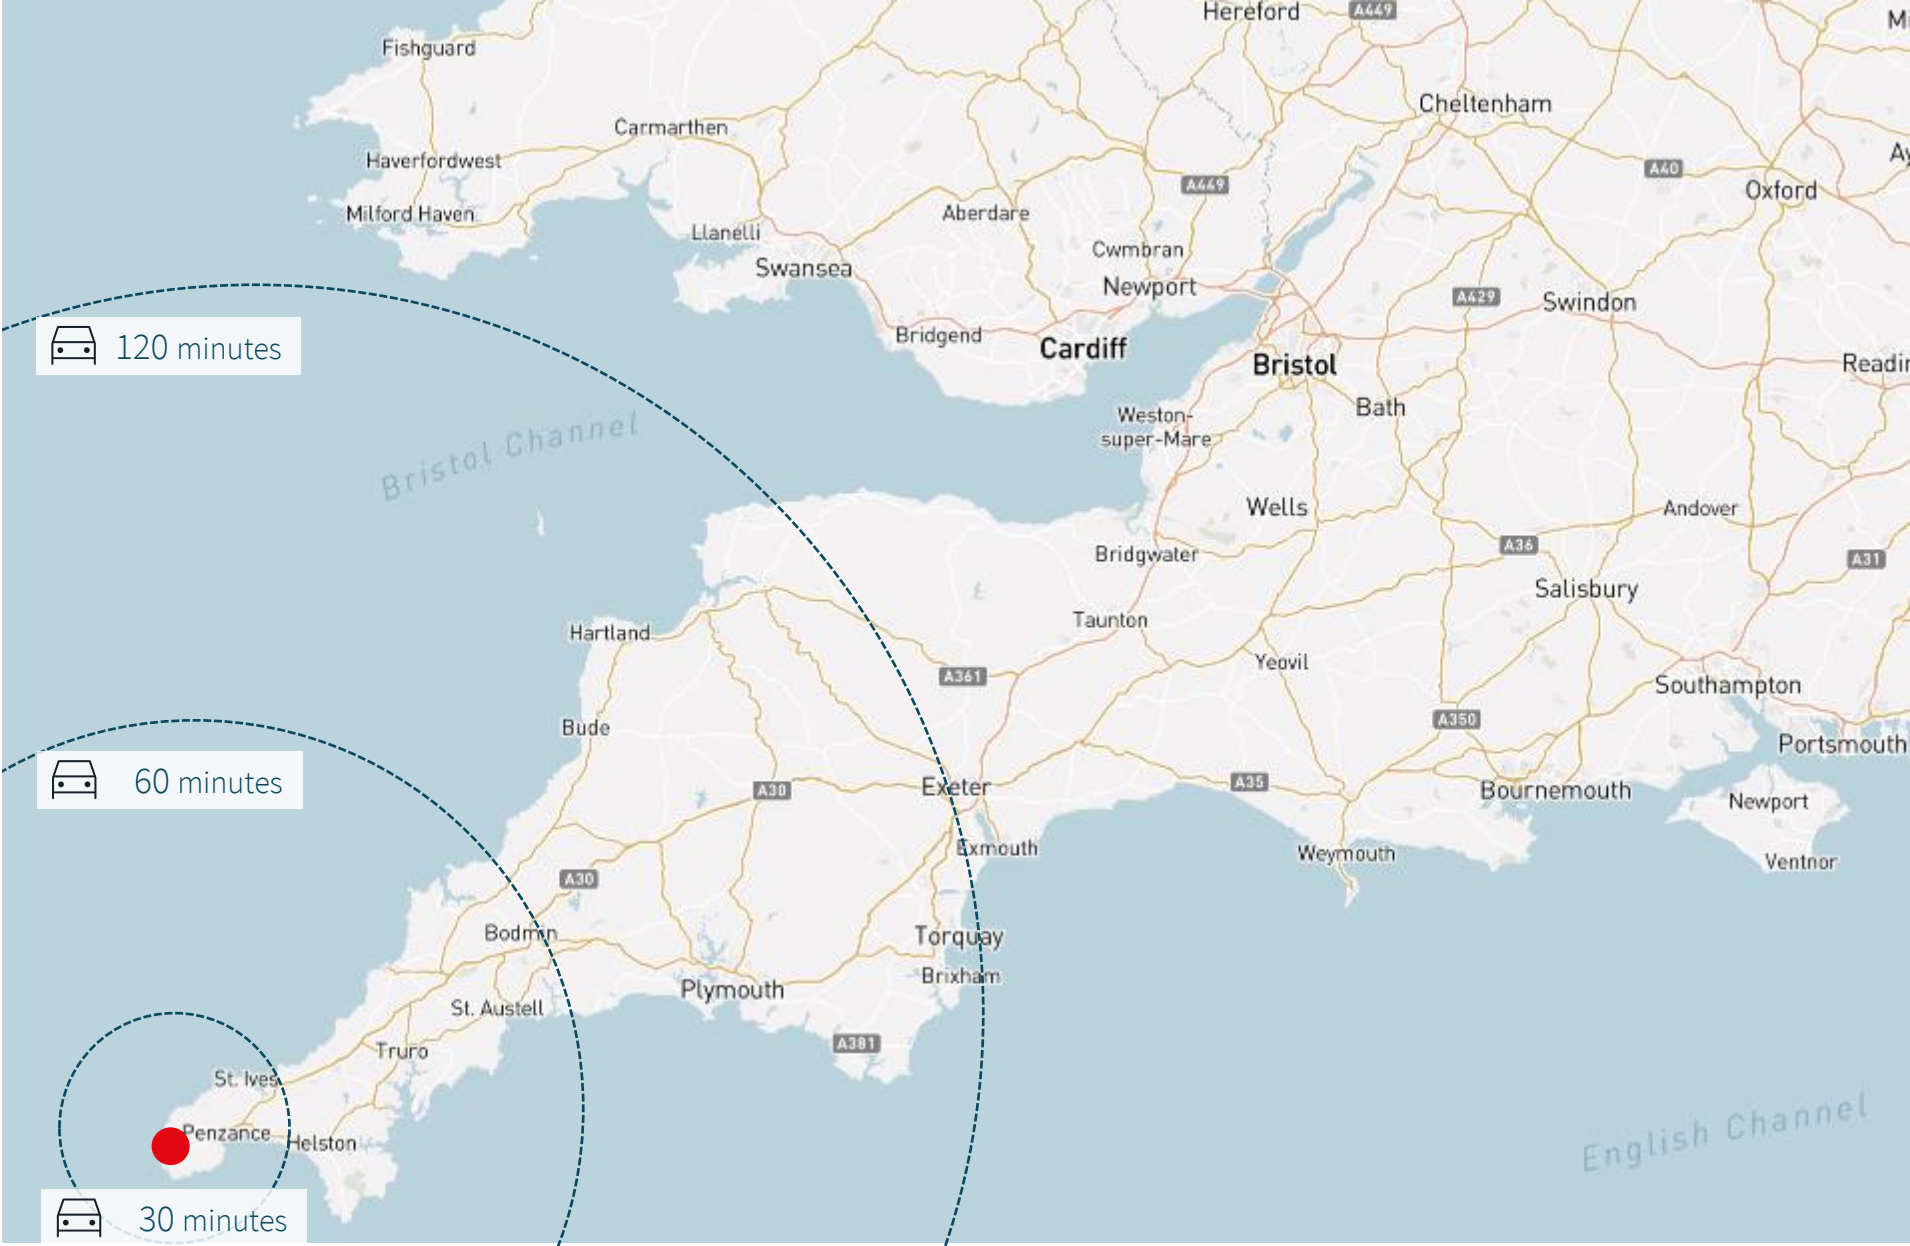 Hereford
A449
Mi
Fishguard
Cheltenham
Carmarthen
Haverfordwest
Ay
A40
A449
Oxford
Milford Haven
Aberdare
Llanelli
Cwmbran
Swansea
Newport
A429
Swindon
Bridgend
120 minutes
Cardiff
Bristol
Readin
Bath
Weston-
super-Mare
Bristol Channel
Wells
Andover
Bridgwater
A36
A31
Salisbury
Taunton
Hartland
Yeovil
A361
Southampton
Bude
A350
Portsmouth
60 minutes
A30
Exeter
A35
Bournemouth
Newport
Exmouth
Weymouth
Ventnor
A30
Bodmin
Torquay
Brixham
Plymouth
St. Austell
A381
Truro
St. Ives
Penzance
Helston
English Channel
30 minutes